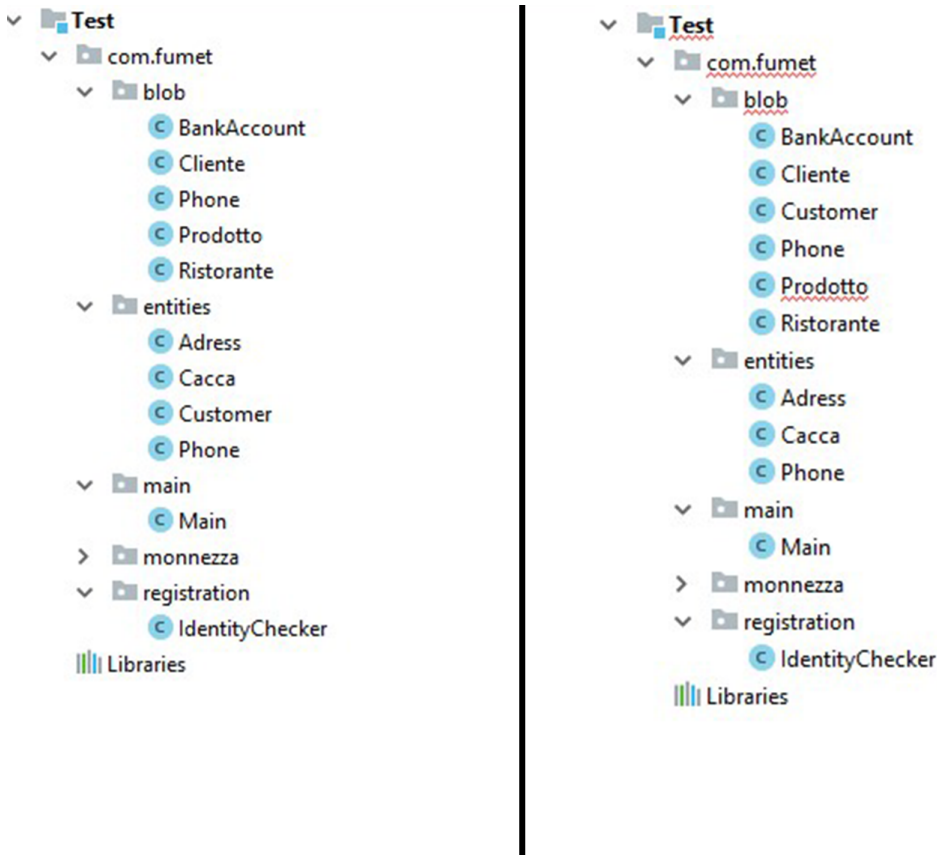 Test
com.fumet
blob
BankAccount
Cliente
Phone
Prodotto
Ristorante
entities
Adress
Cacca
Customer
Phone
main
Main
monnezza
registration
IdentityChecker
Libraries
Test
com.fumet
blob
BankAccount
Cliente
Customer
Phone
Prodotto
Ristorante
entities
Adress
Cacca
Phone
main
Main
monnezza
registration
IdentityChecker
Libraries